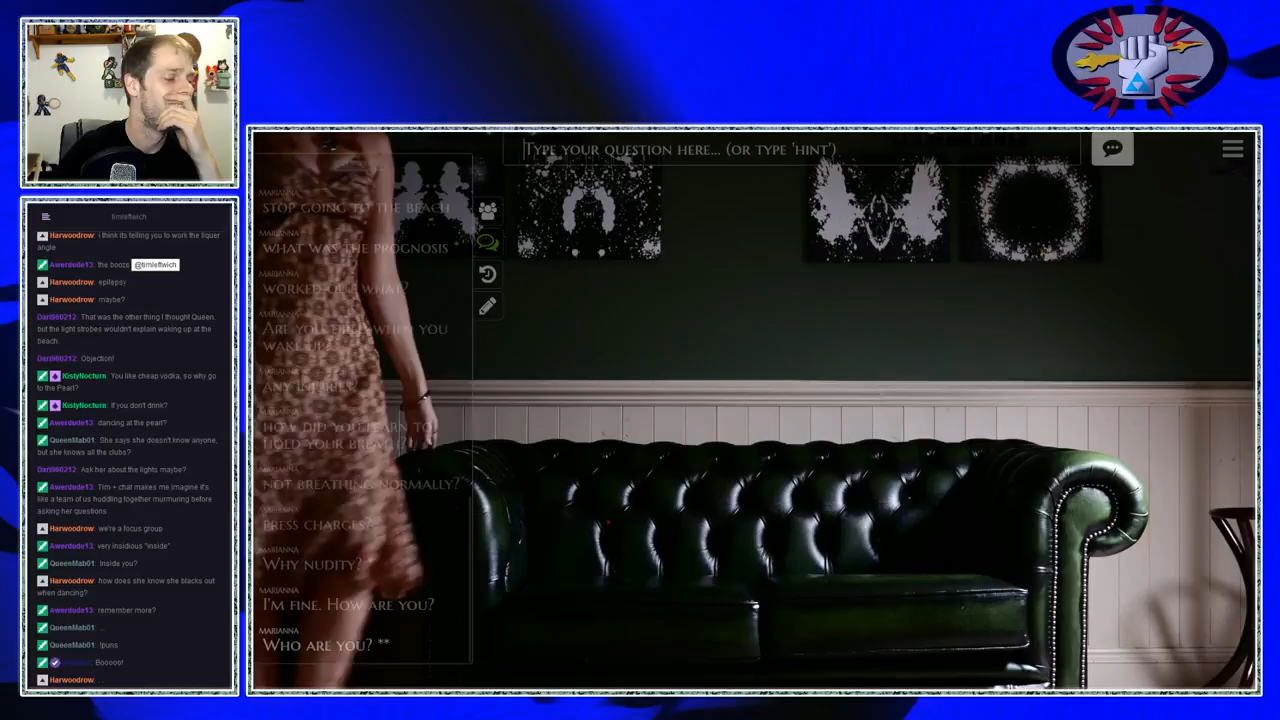 timleftwich
Harwoodrow: i think its telling you to work the liquer
angle
Awerdude13: the booze @timleftwich
Harwoodrow: epilepsy
Harwoodrow: maybe?
Dari960212: That was the other thing I thought Queen,
but the light strobes wouldn't explain waking up at the
beach.
Dari960212: Objection!
KistyNocturn: You like cheap vodka, so why go
to the Pearl?
KistyNocturn: If you don't drink?
Awerdude13: dancing at the pearl?
QueenMab01: She says she doesn't know anyone,
but she knows all the clubs?
Dari960212: Ask her about the lights maybe?
Awerdude13: Tim + chat makes me imagine it's
like a team of us huddling together murmuring before
asking her questions
Harwoodrow: we're a focus group
Awerdude13: very insidious "inside"
QueenMab01: Inside you?
Harwoodrow: how does she know she blacks out
when dancing?
Awerdude13: remember more?
QueenMab01: ...
QueenMab01: !puns
: Booooo!
Harwoodrow: ...
Type your question here... (or type 'hint')
Marianna
Stop going to the beach
Marianna
What was the prognosis **
Marianna
Worked out what?
Marianna
Are you tired when you
wake up?
Marianna
Any injuries?
Marianna
How did you learn to
hold your breath?
Marianna
Not breathing normally?
Marianna
Press charges?
Marianna
Why nudity?
Marianna
I'm fine. How are you?
Marianna
Who are you? **